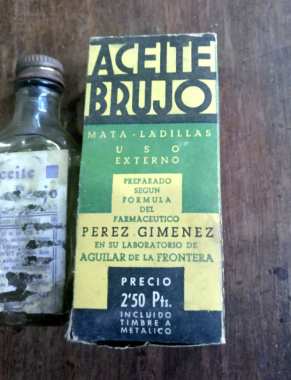 ACEITE
BRUJO
MATA-LADILLAS
USO
EXTERNO
PREPARADO
SEGUN
FORMULA
DEL
FARMACEUTICO
PEREZ GIMENEZ
EN SU LABORATORIO DE
AGUILAR DE LA FRONTERA
PRECIO
2'50 Pts.
INCLUIDO
TIMBRE A
METALICO